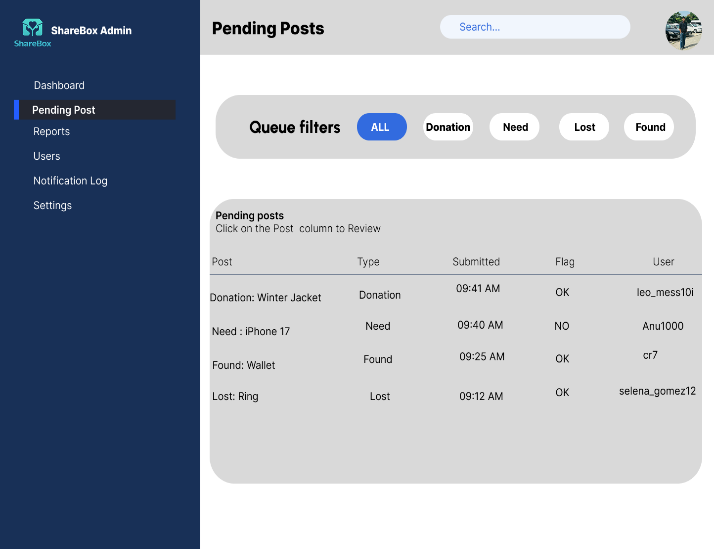 ShareBox Admin
ShareBox
Dashboard
Pending Post
Reports
Users
Notification Log
Settings
Pending Posts
Search...
Queue filters ALL Donation Need Lost Found
Pending posts
Click on the Post column to Review
Post Type Submitted Flag User
Donation: Winter Jacket Donation 09:41 AM OK leo_mess10i
Need : iPhone 17 Need 09:40 AM NO Anu1000
Found: Wallet Found 09:25 AM OK cr7
Lost: Ring Lost 09:12 AM OK selena_gomez12